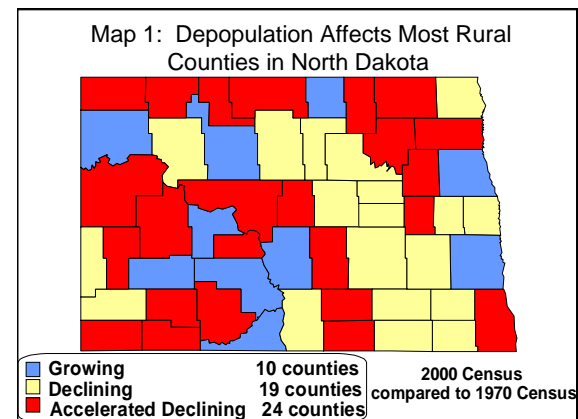 Map 1: Depopulation Affects Most Rural
Counties in North Dakota
Growing 10 counties
Declining 19 counties
Accelerated Declining 24 counties
2000 Census
compared to 1970 Census